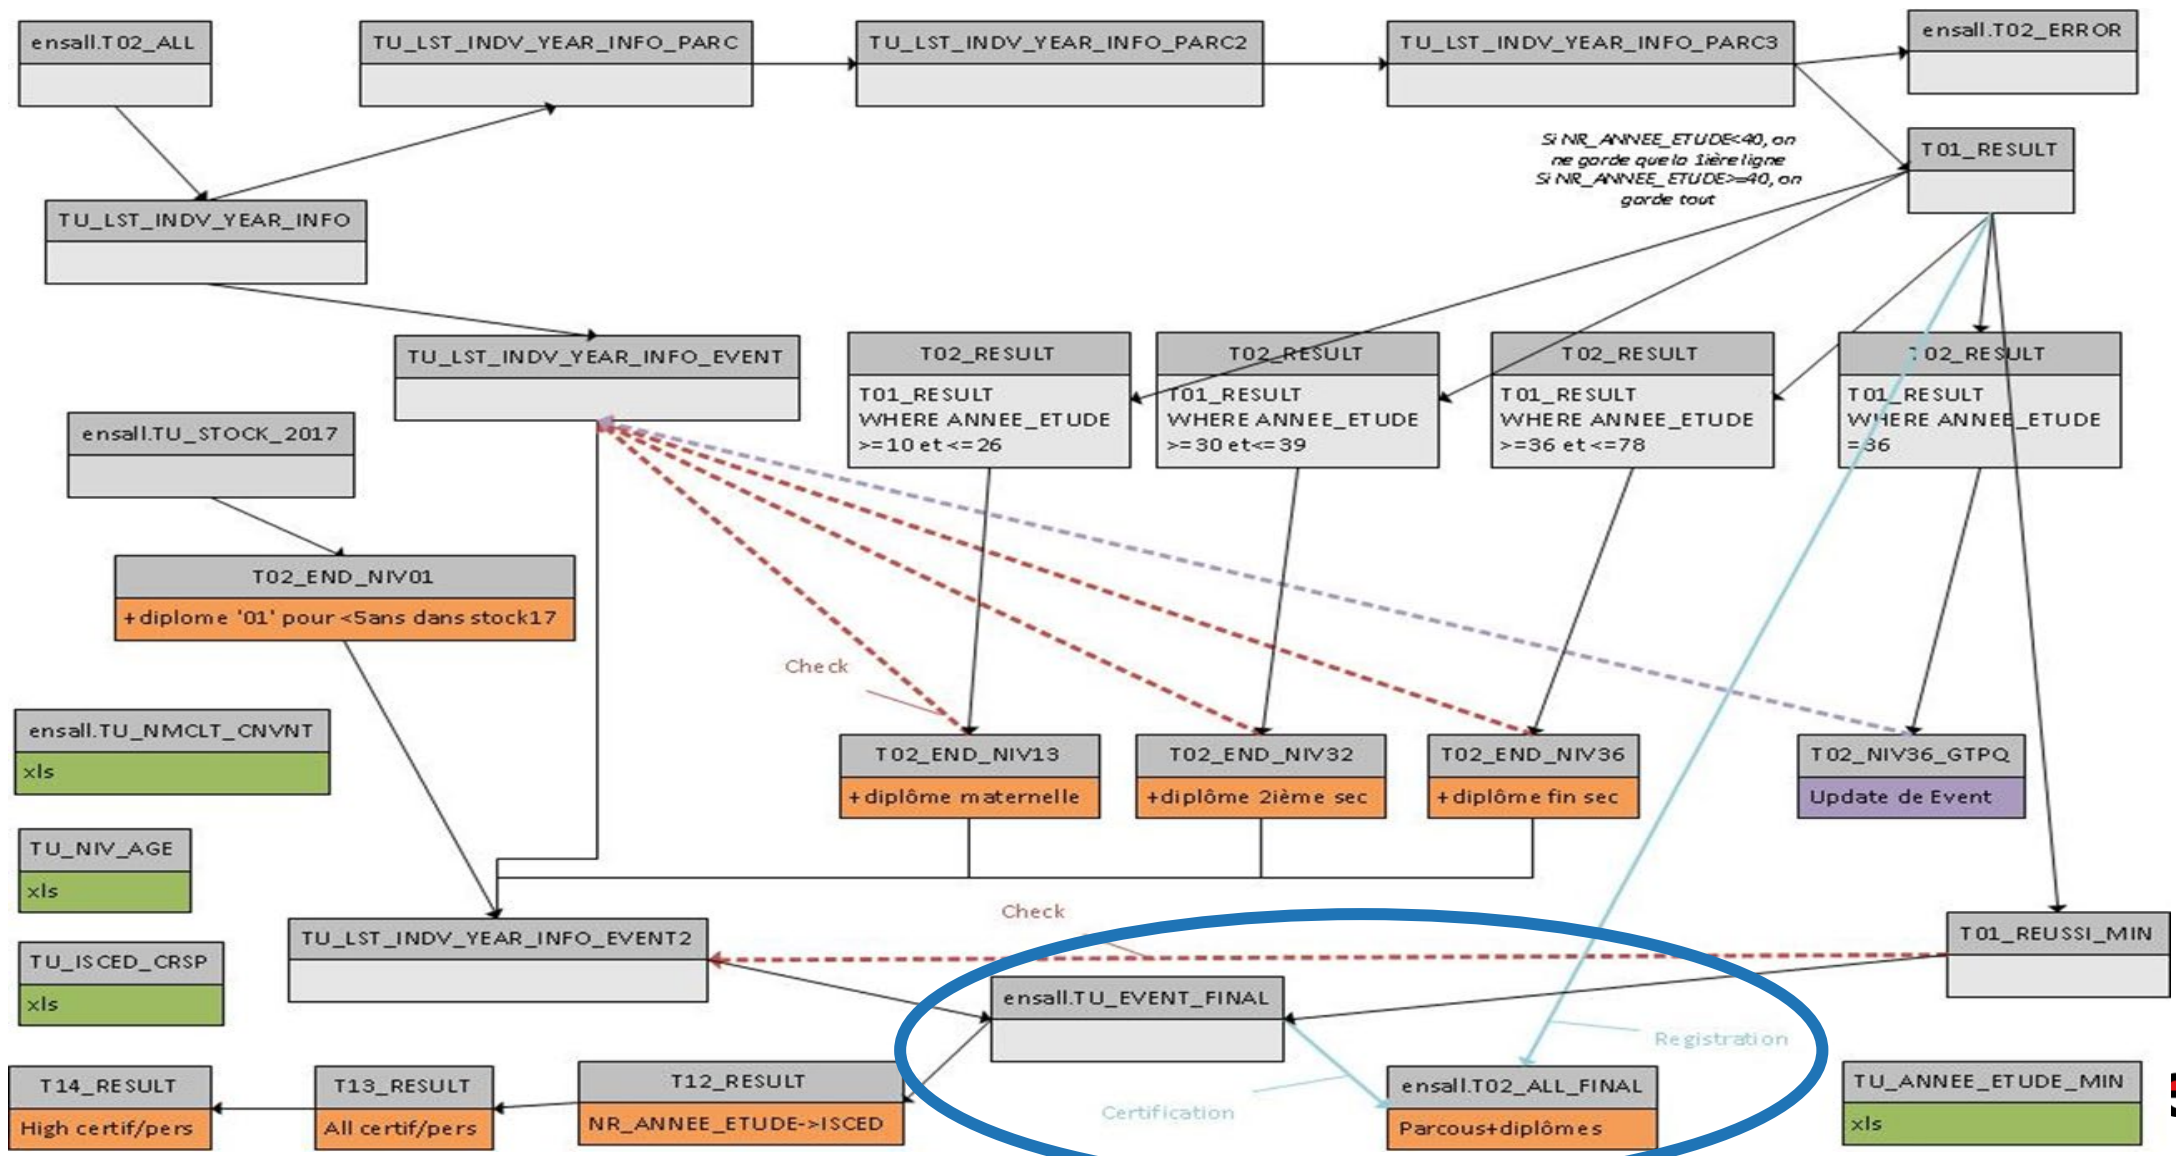 ensall.T02_ALL
TU_LST_INDV_YEAR_INFO_PARC
TU_LST_INDV_YEAR_INFO_PARC2
TU_LST_INDV_YEAR_INFO_PARC3
ensall.T02_ERROR
Si NR_ANNEE_ETUDE<40, on
ne garde que la 1ière ligne
Si NR_ANNEE_ETUDE>=40, on
garde tout
T01_RESULT
TU_LST_INDV_YEAR_INFO
TU_LST_INDV_YEAR_INFO_EVENT
T02_RESULT
T01_RESULT
WHERE ANNEE_ETUDE
>=10 et <=26
T02_RESULT
T01_RESULT
WHERE ANNEE_ETUDE
>=30 et<=39
T02_RESULT
T01_RESULT
WHERE ANNEE_ETUDE
>=36 et <=78
T02_RESULT
T01_RESULT
WHERE ANNEE_ETUDE
=36
ensall.TU_STOCK_2017
T02_END_NIV01
+diplome '01' pour <5ans dans stock17
Check
ensall.TU_NMCLT_CNVNT
xls
T02_END_NIV13
+diplôme maternelle
T02_END_NIV32
+diplôme 2ième sec
T02_END_NIV36
+diplôme fin sec
T02_NIV36_GTPQ
Update de Event
TU_NIV_AGE
xls
Check
TU_LST_INDV_YEAR_INFO_EVENT2
T01_REUSSI_MIN
TU_ISCED_CRSP
xls
ensall.TU_EVENT_FINAL
Registration
T14_RESULT
High certif/pers
T13_RESULT
All certif/pers
T12_RESULT
NR_ANNEE_ETUDE->ISCED
Certification
ensall.T02_ALL_FINAL
Parcous+diplômes
TU_ANNEE_ETUDE_MIN
xls